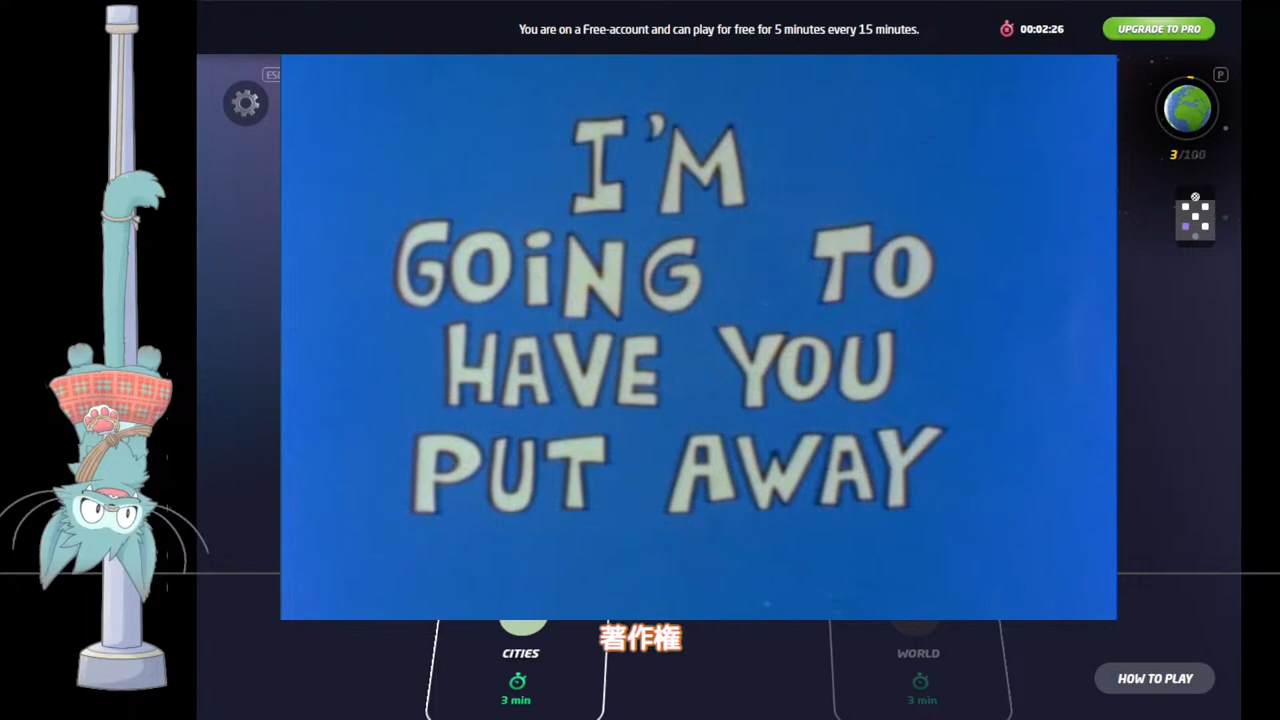 You are on a Free-account and can play for free for 5 minutes every 15 minutes.
00:02:26
UPGRADE TO PRO
ESC
P
I'M
GOING TO
HAVE YOU
PUT AWAY
3 /100
著作権
CITIES
3 min
WORLD
3 min
HOW TO PLAY